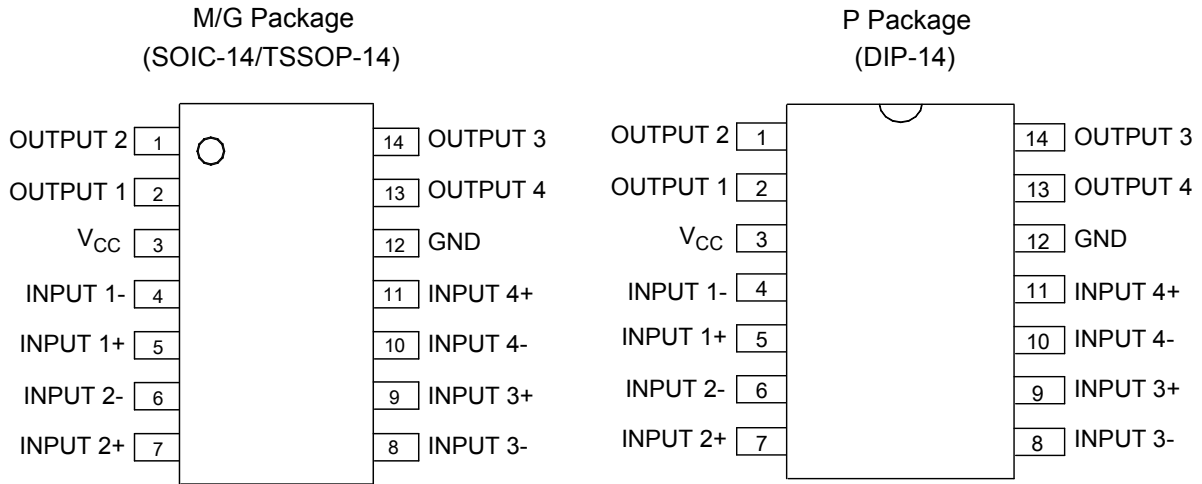 M/G Package
(SOIC-14/TSSOP-14)
OUTPUT 2 1
OUTPUT 1 2
VCC 3
INPUT 1- 4
INPUT 1+ 5
INPUT 2- 6
INPUT 2+ 7
14 OUTPUT 3
13 OUTPUT 4
12 GND
11 INPUT 4+
10 INPUT 4-
9 INPUT 3+
8 INPUT 3-
P Package
(DIP-14)
OUTPUT 2 1
OUTPUT 1 2
VCC 3
INPUT 1- 4
INPUT 1+ 5
INPUT 2- 6
INPUT 2+ 7
14 OUTPUT 3
13 OUTPUT 4
12 GND
11 INPUT 4+
10 INPUT 4-
9 INPUT 3+
8 INPUT 3-